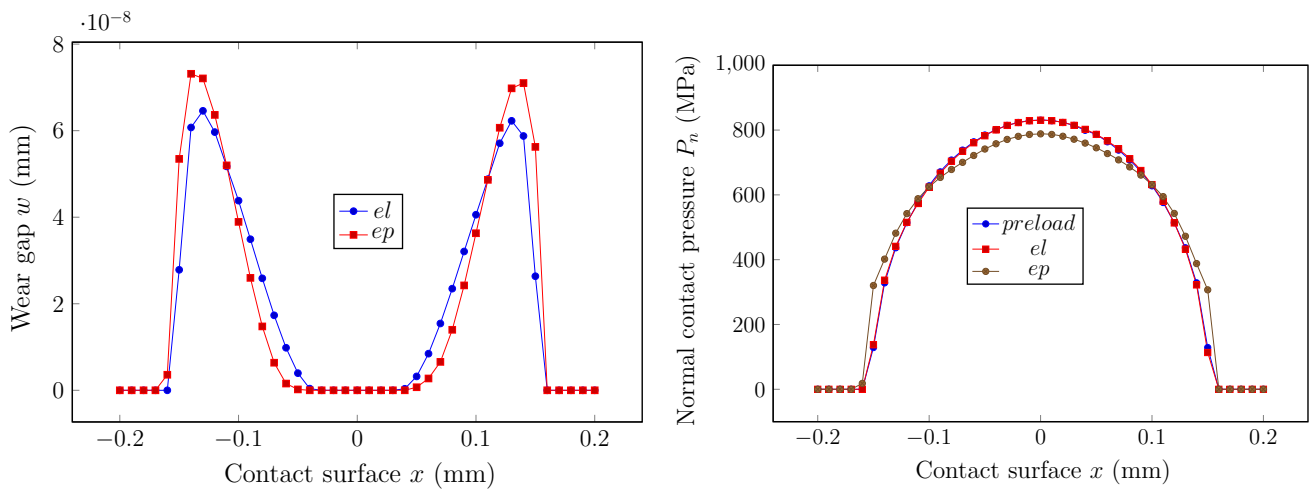 ·10⁻⁸
8
6
4
2
0
Wear gap w (mm)
el
ep
−0.2 −0.1 0 0.1 0.2
Contact surface x (mm)
1,000
800
600
400
200
0
Normal contact pressure Pₙ (MPa)
preload
el
ep
−0.2 −0.1 0 0.1 0.2
Contact surface x (mm)